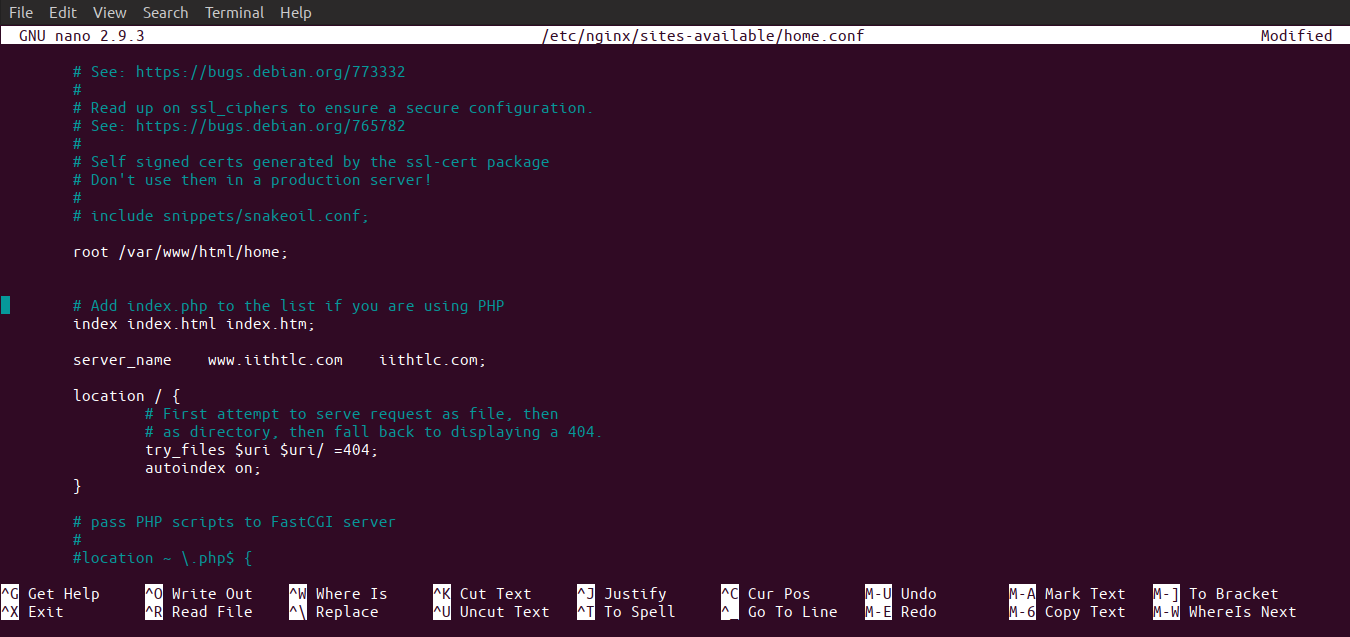 File Edit View Search Terminal Help
GNU nano 2.9.3 /etc/nginx/sites-available/home.conf Modified
# See: https://bugs.debian.org/773332
#
# Read up on ssl_ciphers to ensure a secure configuration.
# See: https://bugs.debian.org/765782
#
# Self signed certs generated by the ssl-cert package
# Don't use them in a production server!
#
# include snippets/snakeoil.conf;
root /var/www/html/home;
# Add index.php to the list if you are using PHP
index index.html index.htm;
server_name www.iithtlc.com iithtlc.com;
location / {
# First attempt to serve request as file, then
# as directory, then fall back to displaying a 404.
try_files $uri $uri/ =404;
autoindex on;
}
# pass PHP scripts to FastCGI server
#
#location ~ \.php$ {
^G Get Help ^O Write Out ^W Where Is ^K Cut Text ^J Justify ^C Cur Pos M-U Undo M-A Mark Text M-] To Bracket
^X Exit ^R Read File ^\ Replace ^U Uncut Text ^T To Spell ^_ Go To Line M-E Redo M-6 Copy Text M-W WhereIs Next